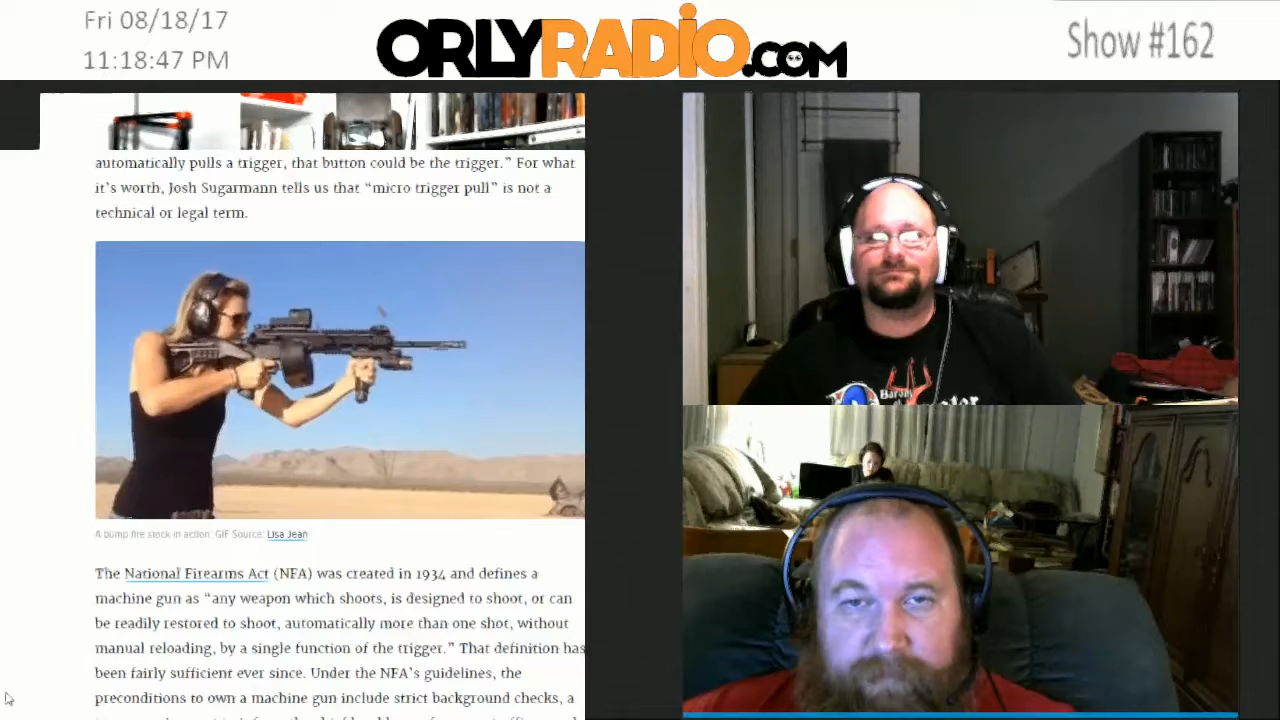 Fri 08/18/17
11:18:47 PM
ORLYRADIO.COM
Show #162
automatically pulls a trigger, that button could be the trigger.” For what
it’s worth, Josh Sugarmann tells us that “micro trigger pull” is not a
technical or legal term.
A bump fire stock in action. GIF Source: Lisa Jean
The National Firearms Act (NFA) was created in 1934 and defines a
machine gun as “any weapon which shoots, is designed to shoot, or can
be readily restored to shoot, automatically more than one shot, without
manual reloading, by a single function of the trigger.” That definition has
been fairly sufficient ever since. Under the NFA’s guidelines, the
preconditions to own a machine gun include strict background checks, a